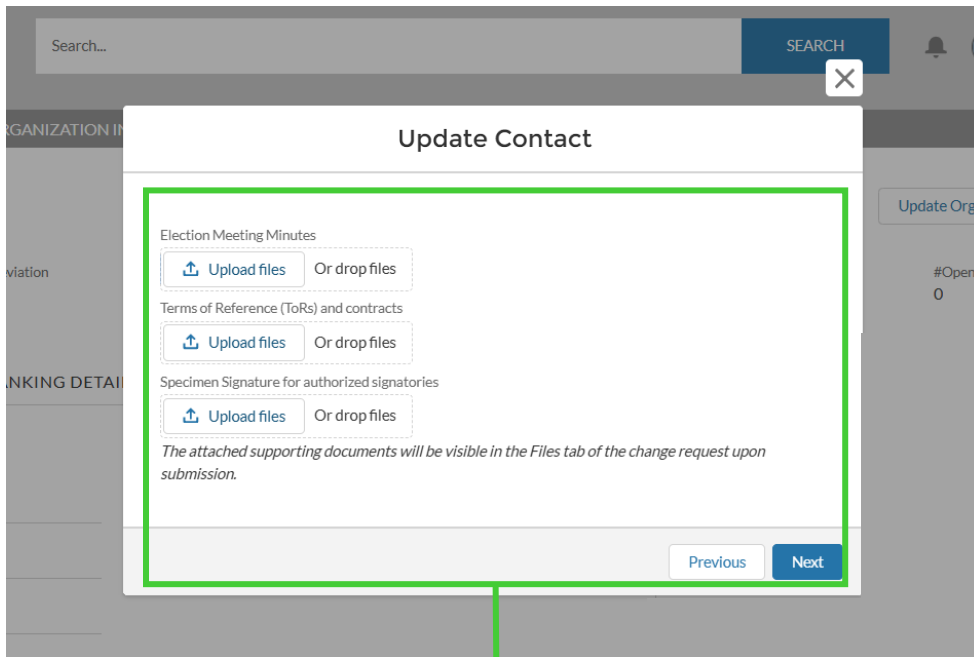 Search...
SEARCH
RGANIZATION IN
Update Contact
Update Org
Election Meeting Minutes
Upload files Or drop files
eviation
#Open
0
Terms of Reference (ToRs) and contracts
Upload files Or drop files
ANKING DETAI
Specimen Signature for authorized signatories
Upload files Or drop files
The attached supporting documents will be visible in the Files tab of the change request upon
submission.
Previous Next